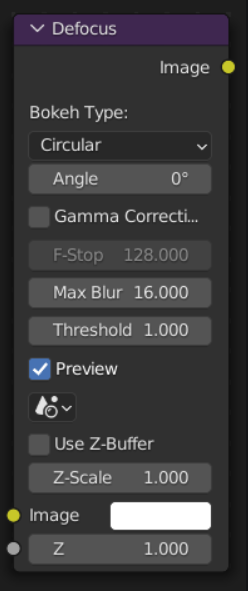 Defocus
Image
Bokeh Type:
Circular
Angle 0°
Gamma Correcti...
F-Stop 128.000
Max Blur 16.000
Threshold 1.000
Preview
Use Z-Buffer
Z-Scale 1.000
Image
Z 1.000